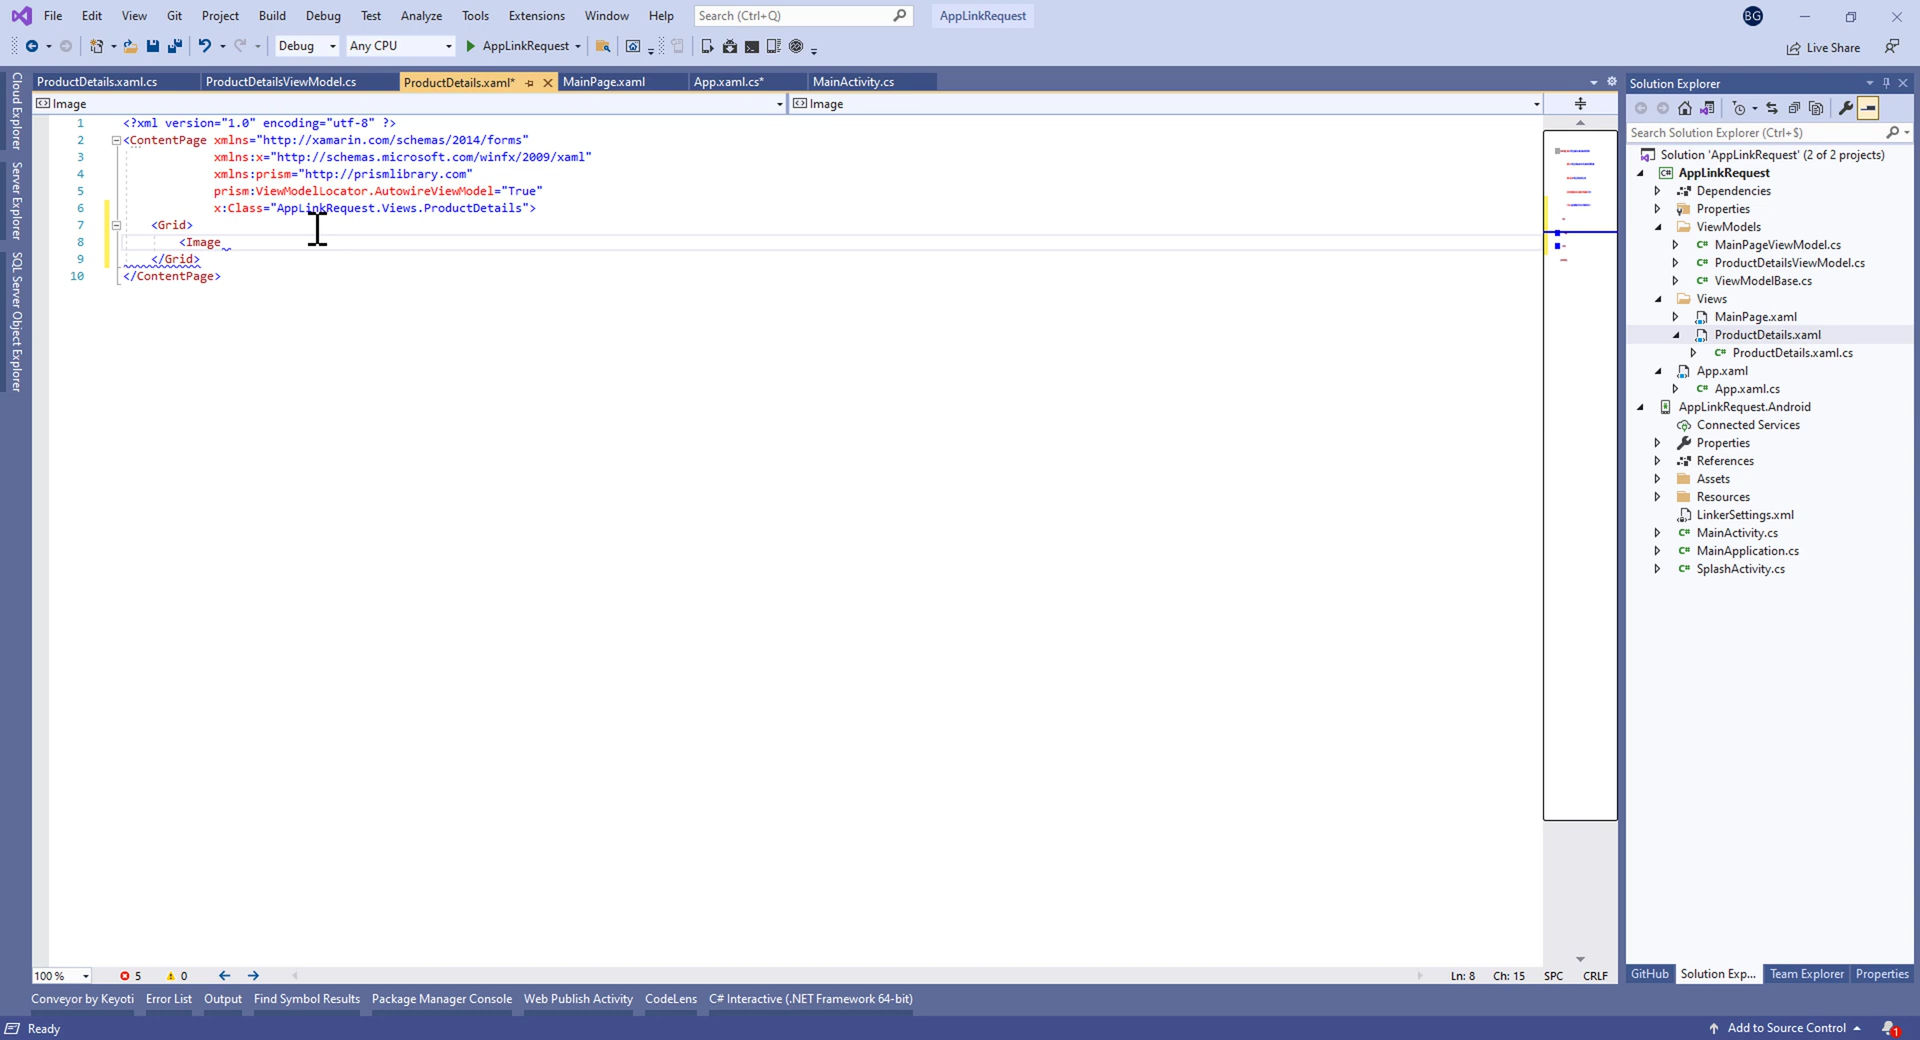 File Edit View Git Project Build Debug Test Analyze Tools Extensions Window Help Search (Ctrl+Q) AppLinkRequest BG
Debug Any CPU AppLinkRequest Live Share
ProductDetails.xaml.cs ProductDetailsViewModel.cs ProductDetails.xaml* MainPage.xaml App.xaml.cs* MainActivity.cs
Image Image
1 <?xml version="1.0" encoding="utf-8" ?>
2 <ContentPage xmlns="http://xamarin.com/schemas/2014/forms"
3 xmlns:x="http://schemas.microsoft.com/winfx/2009/xaml"
4 xmlns:prism="http://prismlibrary.com"
5 prism:ViewModelLocator.AutowireViewModel="True"
6 x:Class="AppLinkRequest.Views.ProductDetails">
7 <Grid>
8 <Image
9 </Grid>
10 </ContentPage>
Cloud Explorer
Server Explorer
SQL Server Object Explorer
Solution Explorer
Search Solution Explorer (Ctrl+$)
Solution 'AppLinkRequest' (2 of 2 projects)
AppLinkRequest
Dependencies
Properties
ViewModels
MainPageViewModel.cs
ProductDetailsViewModel.cs
ViewModelBase.cs
Views
MainPage.xaml
ProductDetails.xaml
ProductDetails.xaml.cs
App.xaml
App.xaml.cs
AppLinkRequest.Android
Connected Services
Properties
References
Assets
Resources
LinkerSettings.xml
MainActivity.cs
MainApplication.cs
SplashActivity.cs
100 % 5 0 Ln: 8 Ch: 15 SPC CRLF
GitHub Solution Exp... Team Explorer Properties
Conveyor by Keyoti Error List Output Find Symbol Results Package Manager Console Web Publish Activity CodeLens C# Interactive (.NET Framework 64-bit)
Ready Add to Source Control 1